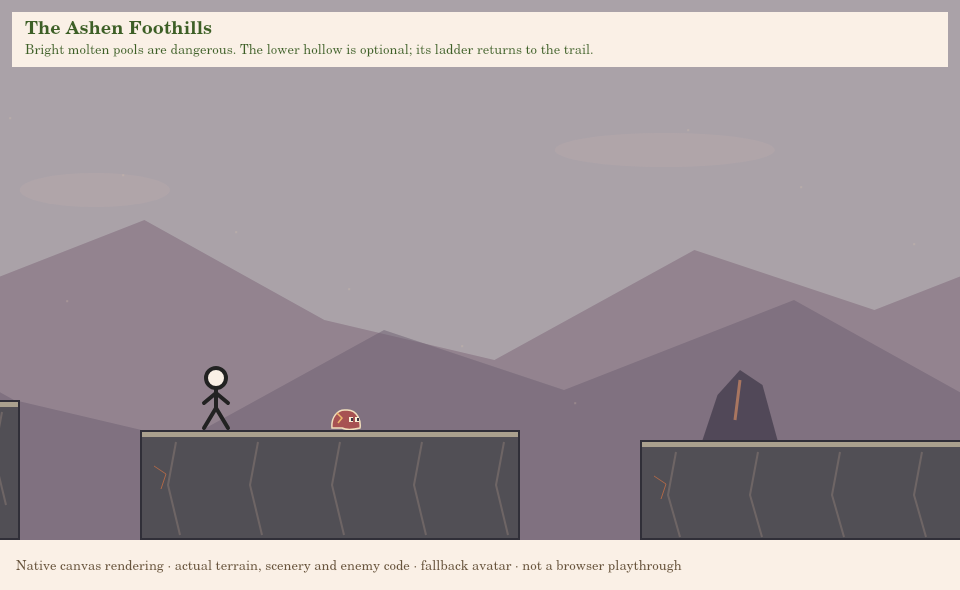 The Ashen Foothills
Bright molten pools are dangerous. The lower hollow is optional; its ladder returns to the trail.
Native canvas rendering · actual terrain, scenery and enemy code · fallback avatar · not a browser playthrough